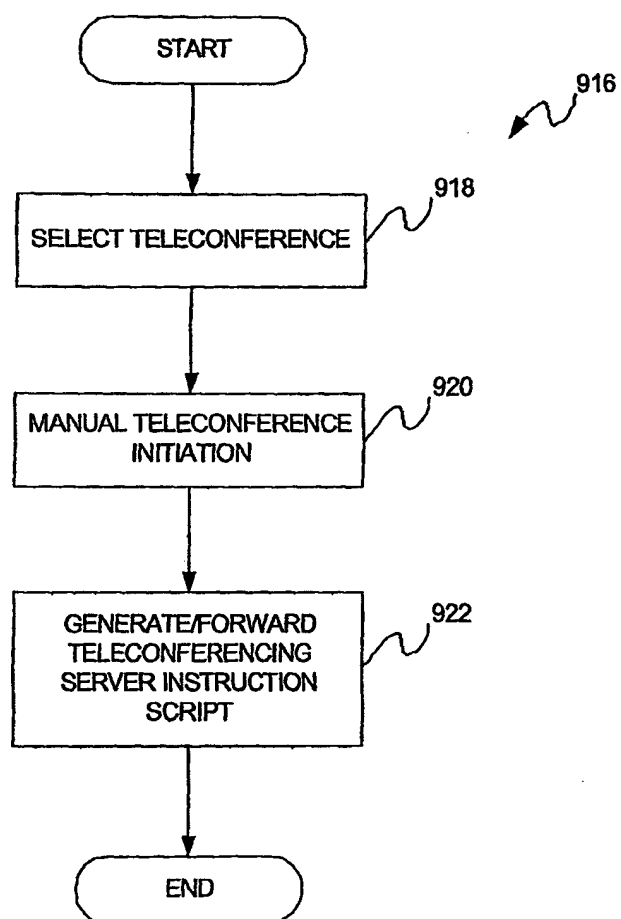 START
916
918
SELECT TELECONFERENCE
920
MANUAL TELECONFERENCE
INITIATION
922
GENERATE/FORWARD
TELECONFERENCING
SERVER INSTRUCTION
SCRIPT
END